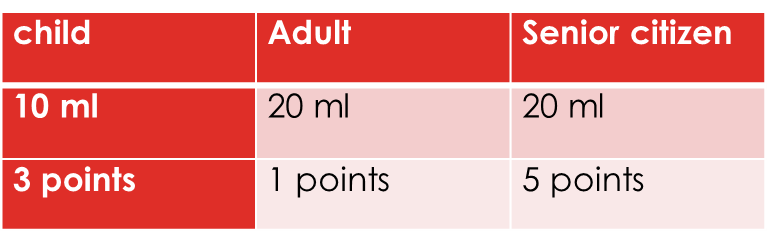 child Adult Senior citizen
10 ml 20 ml 20 ml
3 points 1 points 5 points